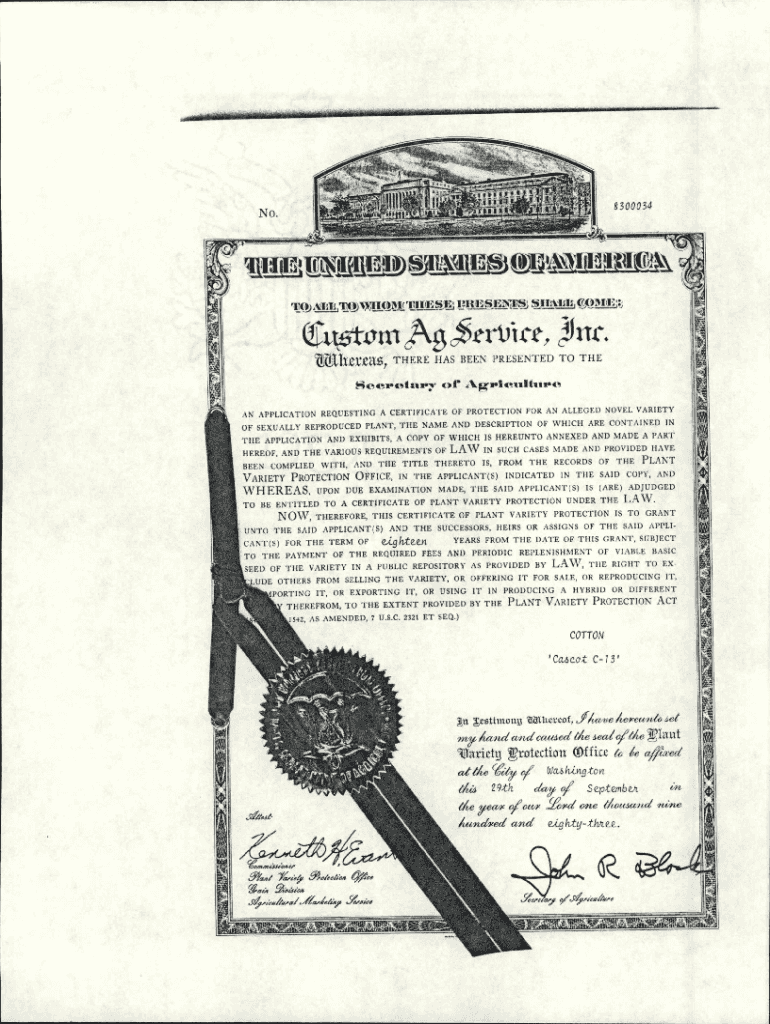 No.
8300034
THE UNITED STATES OF AMERICA
TO ALL TO WHOM THESE PRESENTS SHALL COME:
Custom Ag Service, Inc.
Whereas, THERE HAS BEEN PRESENTED TO THE
Secretary of Agriculture
AN APPLICATION REQUESTING A CERTIFICATE OF PROTECTION FOR AN ALLEGED NOVEL VARIETY
OF SEXUALLY REPRODUCED PLANT, THE NAME AND DESCRIPTION OF WHICH ARE CONTAINED IN
THE APPLICATION AND EXHIBITS, A COPY OF WHICH IS HEREUNTO ANNEXED AND MADE A PART
HEREOF, AND THE VARIOUS REQUIREMENTS OF LAW IN SUCH CASES MADE AND PROVIDED HAVE
BEEN COMPLIED WITH, AND THE TITLE THERETO IS, FROM THE RECORDS OF THE PLANT
VARIETY PROTECTION OFFICE, IN THE APPLICANT(S) INDICATED IN THE SAID COPY, AND
WHEREAS, UPON DUE EXAMINATION MADE, THE SAID APPLICANT(S) IS (ARE) ADJUDGED
TO BE ENTITLED TO A CERTIFICATE OF PLANT VARIETY PROTECTION UNDER THE LAW.
NOW, THEREFORE, THIS CERTIFICATE OF PLANT VARIETY PROTECTION IS TO GRANT
UNTO THE SAID APPLICANT(S) AND THE SUCCESSORS, HEIRS OR ASSIGNS OF THE SAID APPLI-
CANT(S) FOR THE TERM OF eighteen YEARS FROM THE DATE OF THIS GRANT, SUBJECT
TO THE PAYMENT OF THE REQUIRED FEES AND PERIODIC REPLENISHMENT OF VIABLE BASIC
SEED OF THE VARIETY IN A PUBLIC REPOSITORY AS PROVIDED BY LAW, THE RIGHT TO EX-
CLUDE OTHERS FROM SELLING THE VARIETY, OR OFFERING IT FOR SALE, OR REPRODUCING IT,
IMPORTING IT, OR EXPORTING IT, OR USING IT IN PRODUCING A HYBRID OR DIFFERENT
THEREFROM, TO THE EXTENT PROVIDED BY THE PLANT VARIETY PROTECTION ACT
1542, AS AMENDED, 7 U.S.C. 2321 ET SEQ.)
COTTON
'Cascot C-13'
In Testimony Whereof, I have hereunto set
my hand and caused the seal of the Plant
Variety Protection Office to be affixed
at the City of Washington
this 29th day of September in
the year of our Lord one thousand nine
hundred and eighty-three.
Attest:
Kenneth H Evans
Commissioner
Plant Variety Protection Office
Grain Division
Agricultural Marketing Service
John R Block
Secretary of Agriculture